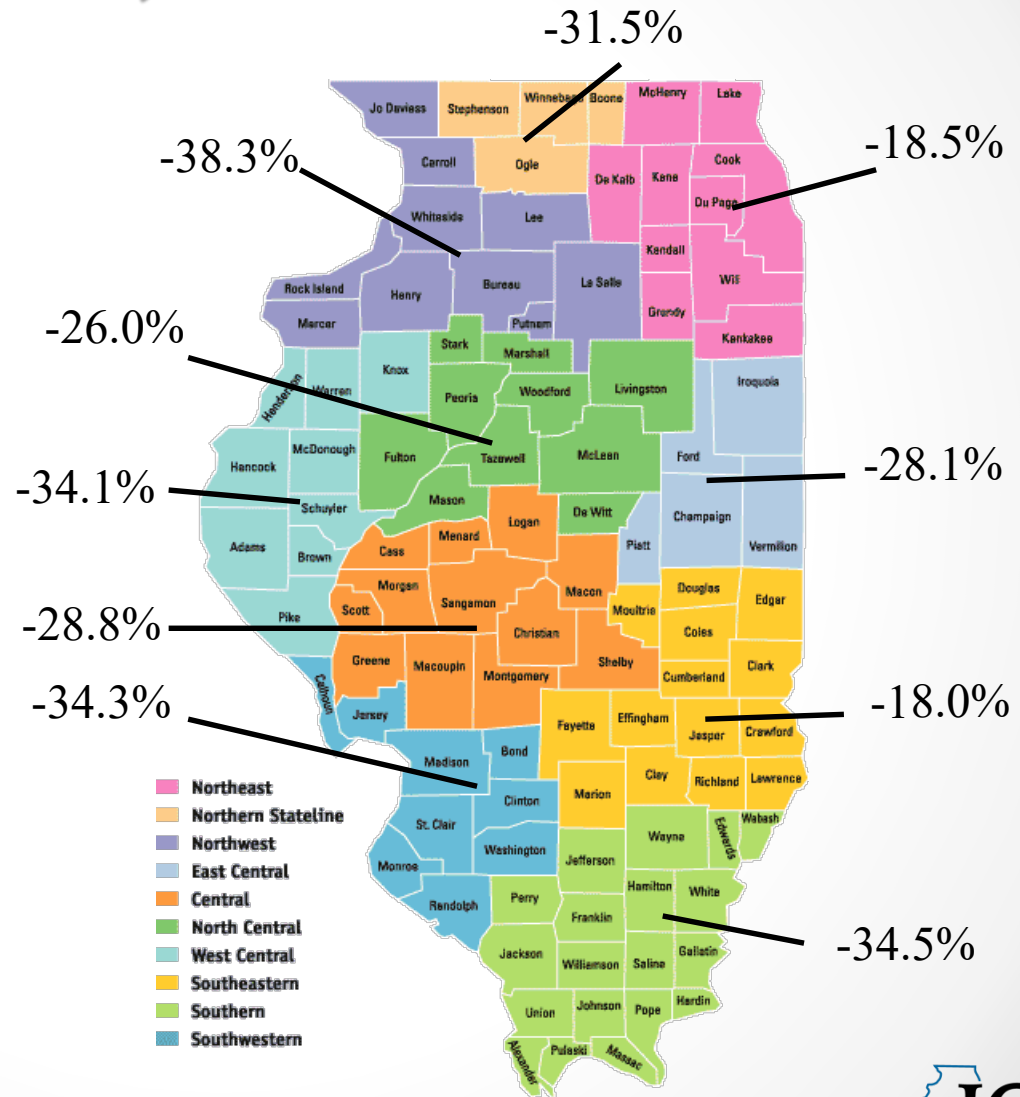 -31.5%
Jo Daviess
Stephenson
Winnebago
Boone
McHenry
Lake
-38.3%
Carroll
Ogle
De Kalb
Kane
Cook
-18.5%
Du Page
Whiteside
Lee
Kendall
Will
Rock Island
Henry
Bureau
La Salle
Mercer
Putnam
Grundy
Kankakee
-26.0%
Stark
Marshall
Knox
Henderson
Warren
Peoria
Woodford
Livingston
Iroquois
McDonough
Hancock
Fulton
Tazewell
McLean
Ford
-28.1%
-34.1%
Schuyler
Mason
Logan
De Witt
Champaign
Adams
Brown
Cass
Menard
Piatt
Vermilion
Morgan
Scott
Sangamon
Macon
Moultrie
Douglas
Edgar
Pike
-28.8%
Christian
Coles
Greene
Macoupin
Montgomery
Shelby
Cumberland
Clark
Calhoun
-34.3%
Jersey
Fayette
Effingham
Jasper
Crawford
-18.0%
Madison
Bond
Clay
Richland
Lawrence
Marion
Clinton
St. Clair
Washington
Monroe
Randolph
Jefferson
Wayne
Edwards
Wabash
Perry
Franklin
Hamilton
White
-34.5%
Jackson
Williamson
Saline
Gallatin
Union
Johnson
Pope
Hardin
Alexander
Pulaski
Massac
Northeast
Northern Stateline
Northwest
East Central
Central
North Central
West Central
Southeastern
Southern
Southwestern